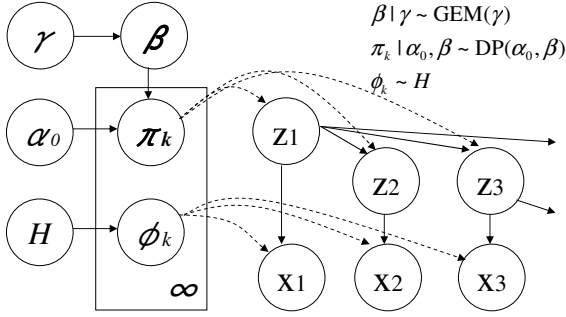 γ β
β | γ ~ GEM(γ)
π_k | α_0, β ~ DP(α_0, β)
ϕ_k ~ H
α_0 π_k z1
z2 z3
H ϕ_k
∞ x1 x2 x3